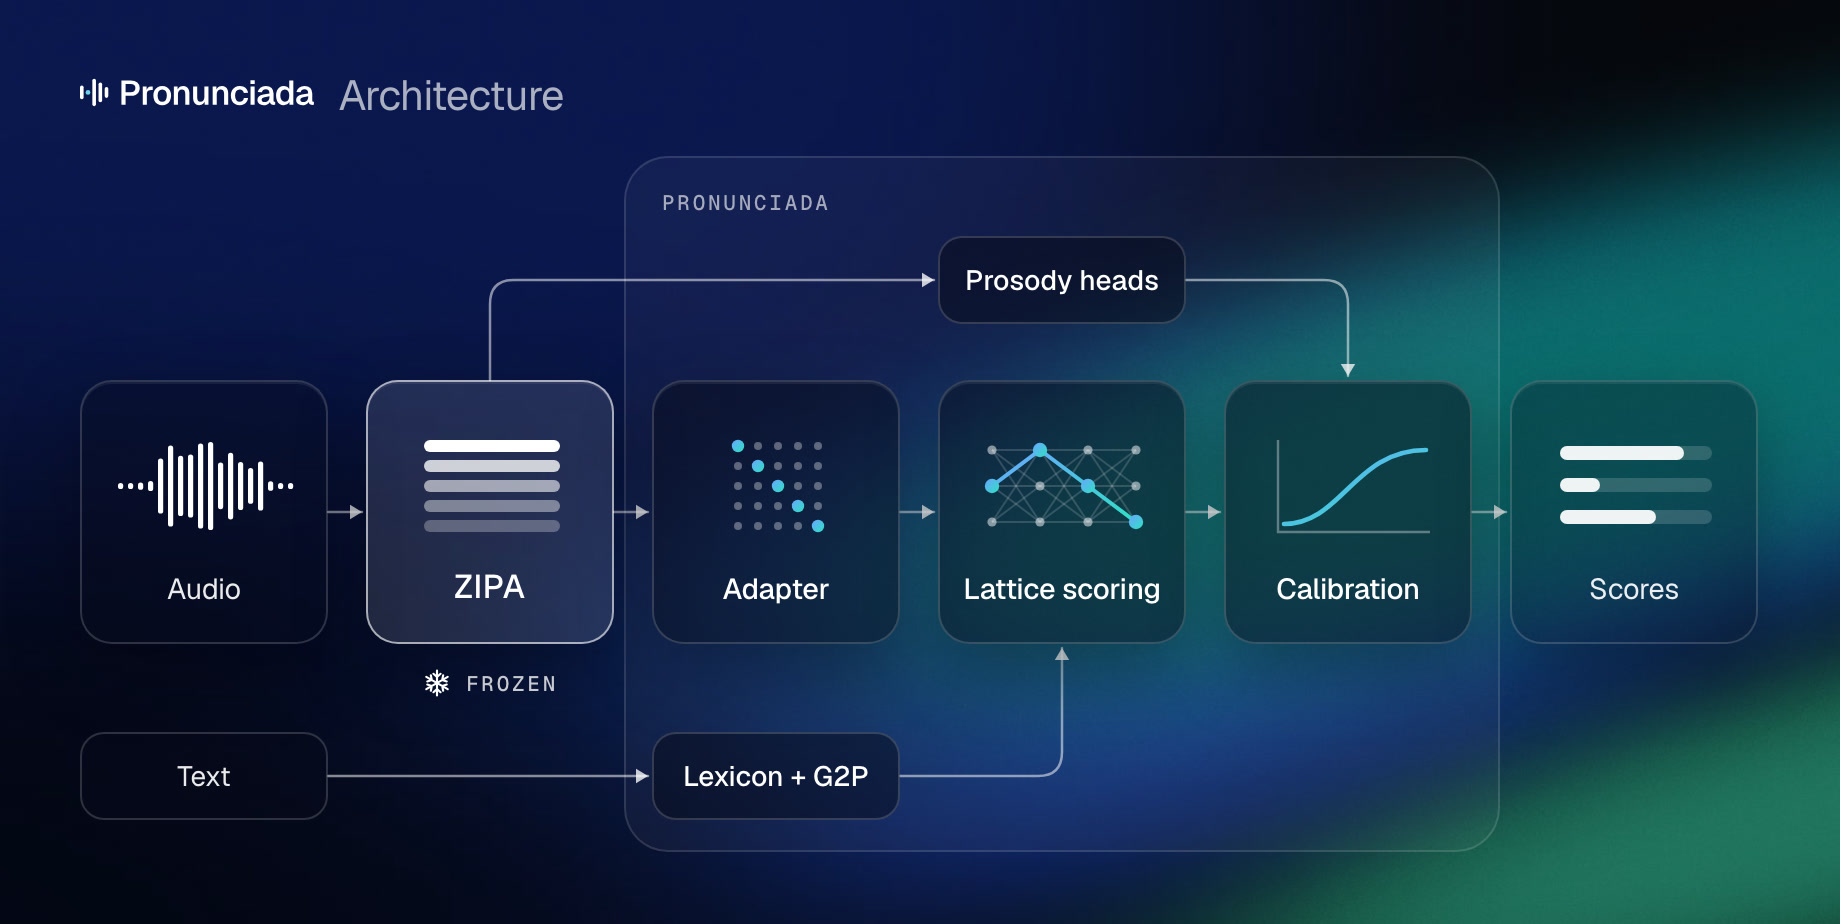 Pronunciada Architecture
PRONUNCIADA
Prosody heads
Audio
ZIPA
Adapter
Lattice scoring
Calibration
Scores
FROZEN
Text
Lexicon + G2P